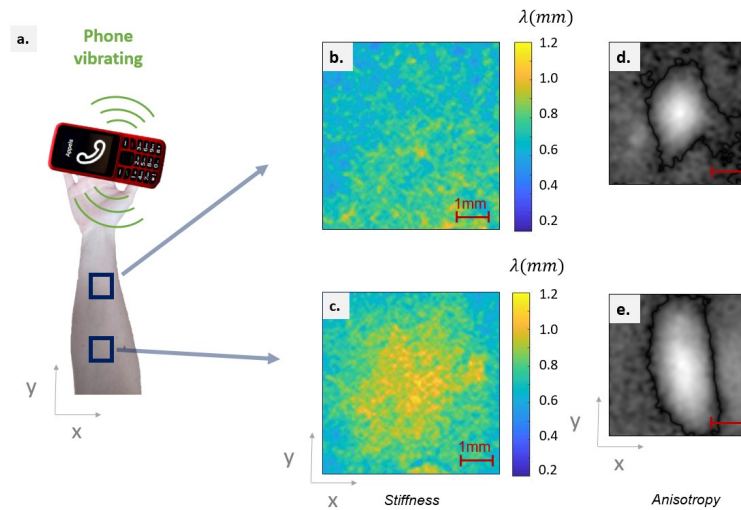 a.
Phone
vibrating
Appels
y
x
b.
λ(mm)
1.2
1.0
0.8
0.6
0.4
0.2
1mm
c.
λ(mm)
1.2
1.0
0.8
0.6
0.4
0.2
1mm
y
x
Stiffness
d.
e.
y
x
Anisotropy